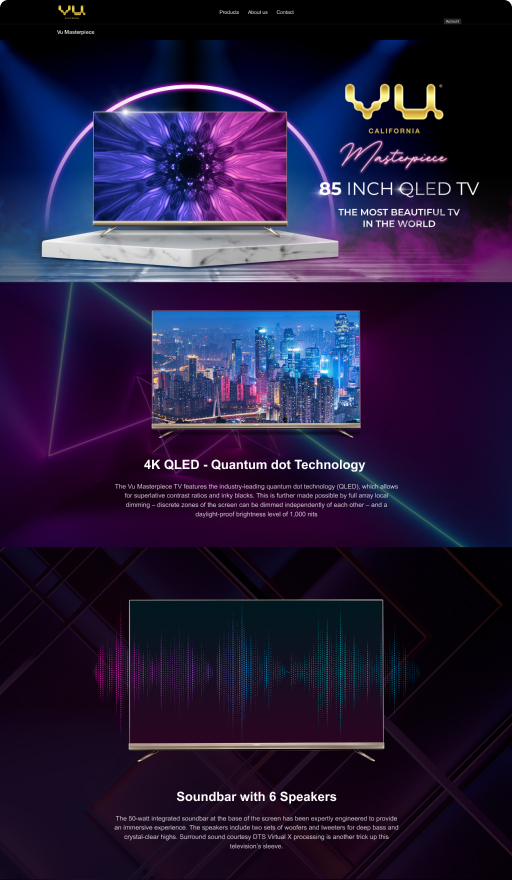 VU
Products About us Contact
Account
Vu Masterpiece
VU
CALIFORNIA
Masterpiece
85 INCH QLED TV
THE MOST BEAUTIFUL TV
IN THE WORLD
4K QLED - Quantum dot Technology
The Vu Masterpiece TV features the industry-leading quantum dot technology (QLED), which allows
for superlative contrast ratios and inky blacks. This is further made possible by full array local
dimming – discrete zones of the screen can be dimmed independently of each other – and a
daylight-proof brightness level of 1,000 nits
Soundbar with 6 Speakers
The 50-watt integrated soundbar at the base of the screen has been expertly engineered to provide
an immersive experience. The speakers include two sets of woofers and tweeters for deep bass and
crystal-clear highs. Surround sound courtesy DTS Virtual X processing is another trick up this
television's sleeve.